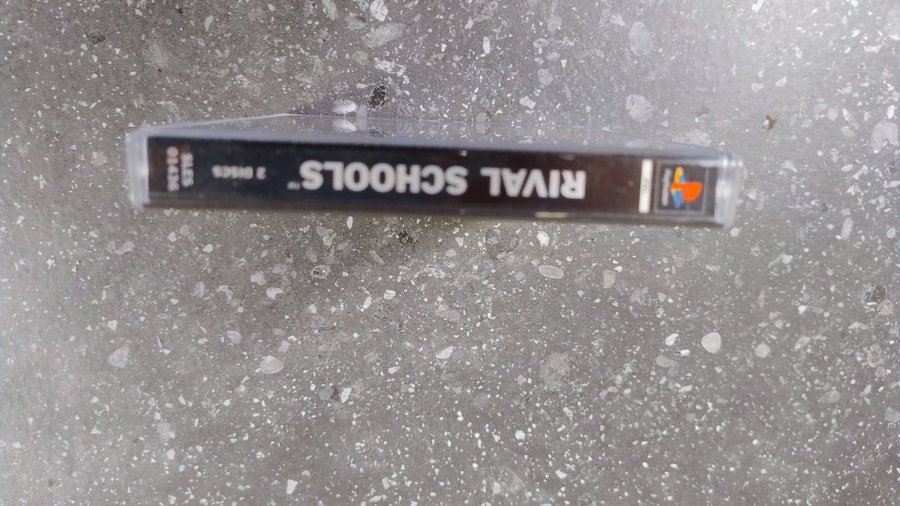 RIVAL SCHOOLS™
2 DISCS
SLES
01436